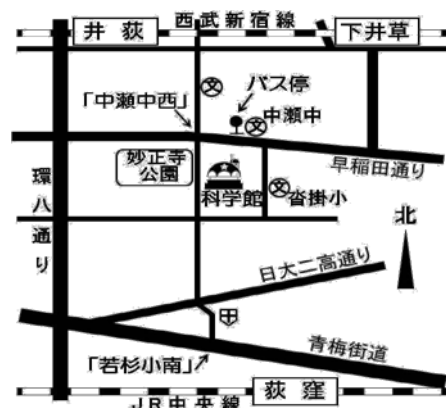 西武新宿線
井荻
下井草
文
バス停
「中瀬中西」
文
中瀬中
早稲田通り
妙正寺
公園
科学館
文
沓掛小
環八通り
北
日大二高通り
青梅街道
「若杉小南」
荻窪
JR中央線